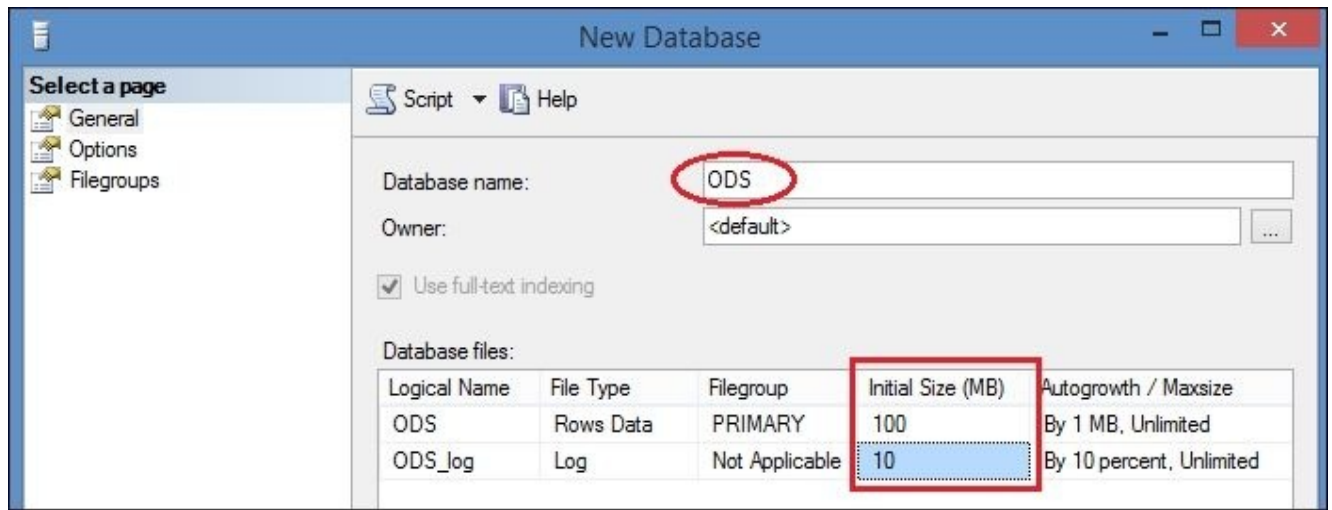 New Database
Select a page
General
Options
Filegroups
Script Help
Database name: ODS
Owner: <default> ...
Use full-text indexing
Database files:
Logical Name File Type Filegroup Initial Size (MB) Autogrowth / Maxsize
ODS Rows Data PRIMARY 100 By 1 MB, Unlimited
ODS_log Log Not Applicable 10 By 10 percent, Unlimited